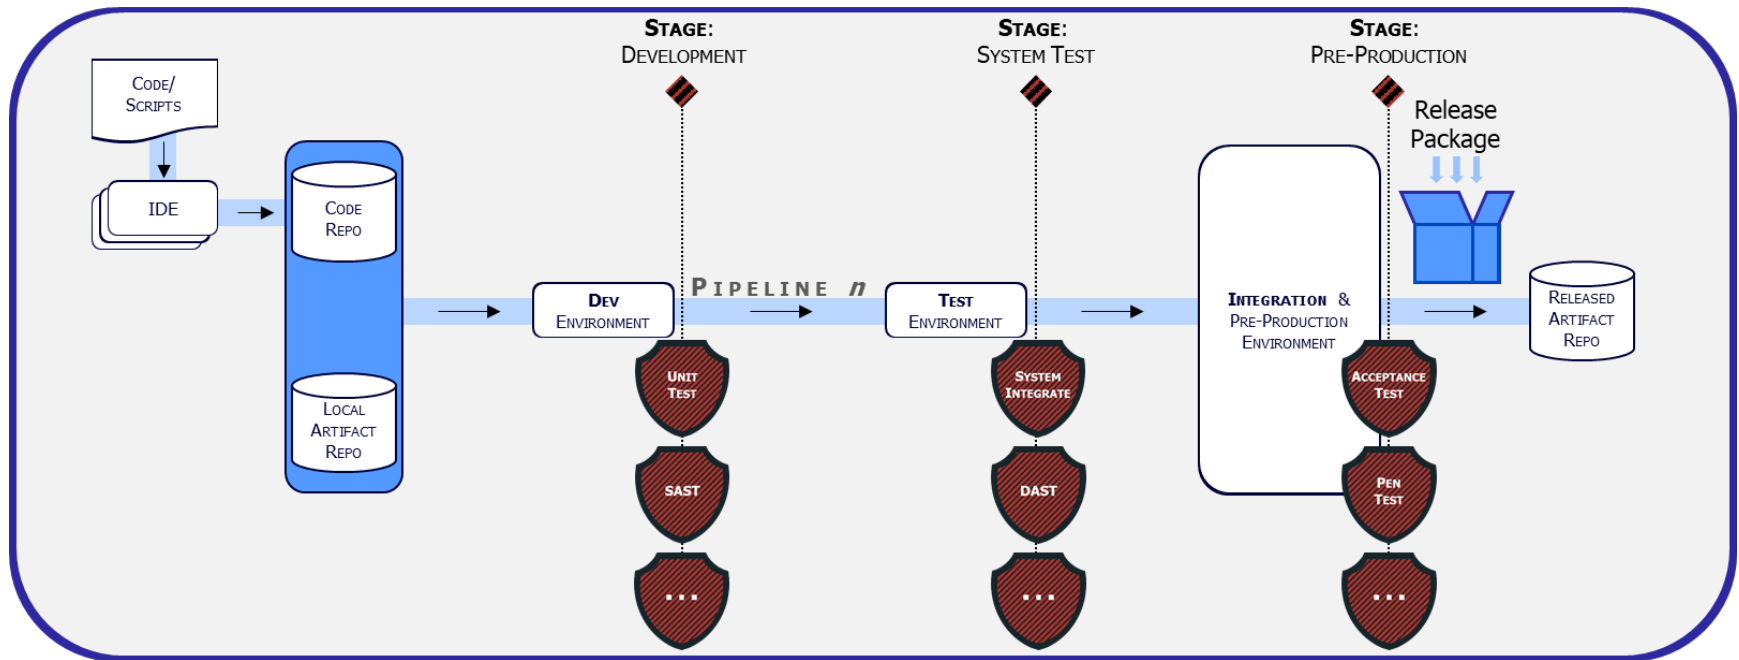 STAGE:
DEVELOPMENT
STAGE:
SYSTEM TEST
STAGE:
PRE-PRODUCTION
CODE/
SCRIPTS
IDE
CODE
REPO
LOCAL
ARTIFACT
REPO
DEV
ENVIRONMENT
PIPELINE n
TEST
ENVIRONMENT
INTEGRATION &
PRE-PRODUCTION
ENVIRONMENT
Release
Package
RELEASED
ARTIFACT
REPO
UNIT
TEST
SAST
...
SYSTEM
INTEGRATE
DAST
...
ACCEPTANCE
TEST
PEN
TEST
...